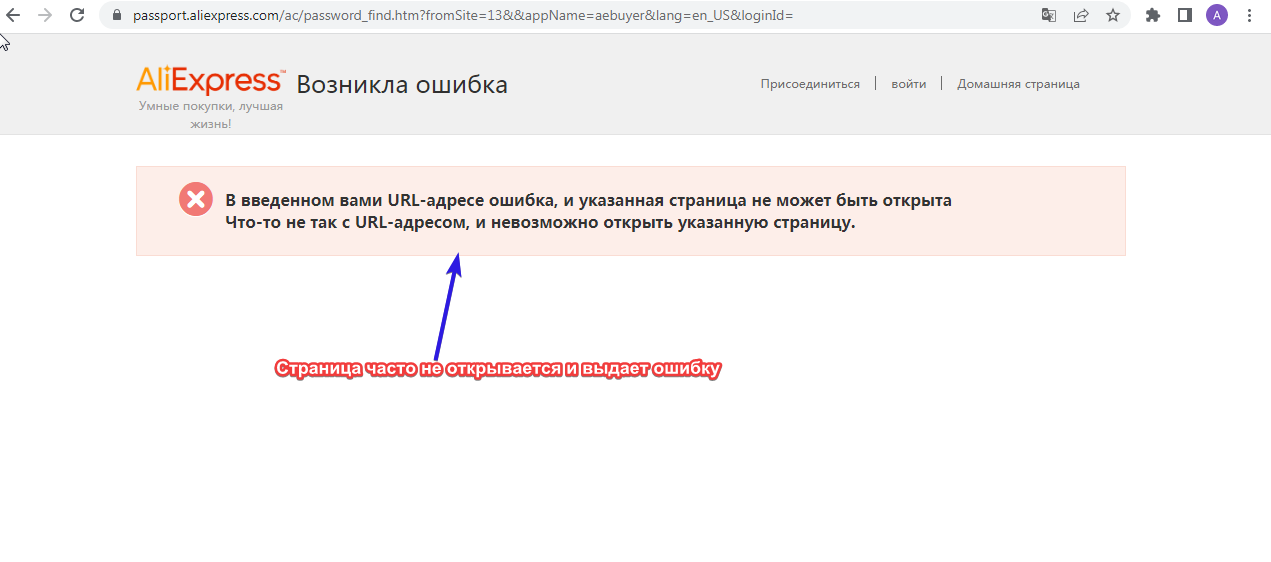 passport.aliexpress.com/ac/password_find.htm?fromSite=13&&appName=aebuyer&lang=en_US&loginId=
A
AliExpress™
Возникла ошибка
Присоединиться | войти | Домашняя страница
Умные покупки, лучшая
жизнь!
В введенном вами URL-адресе ошибка, и указанная страница не может быть открыта
Что-то не так с URL-адресом, и невозможно открыть указанную страницу.
Страница часто не открывается и выдает ошибку